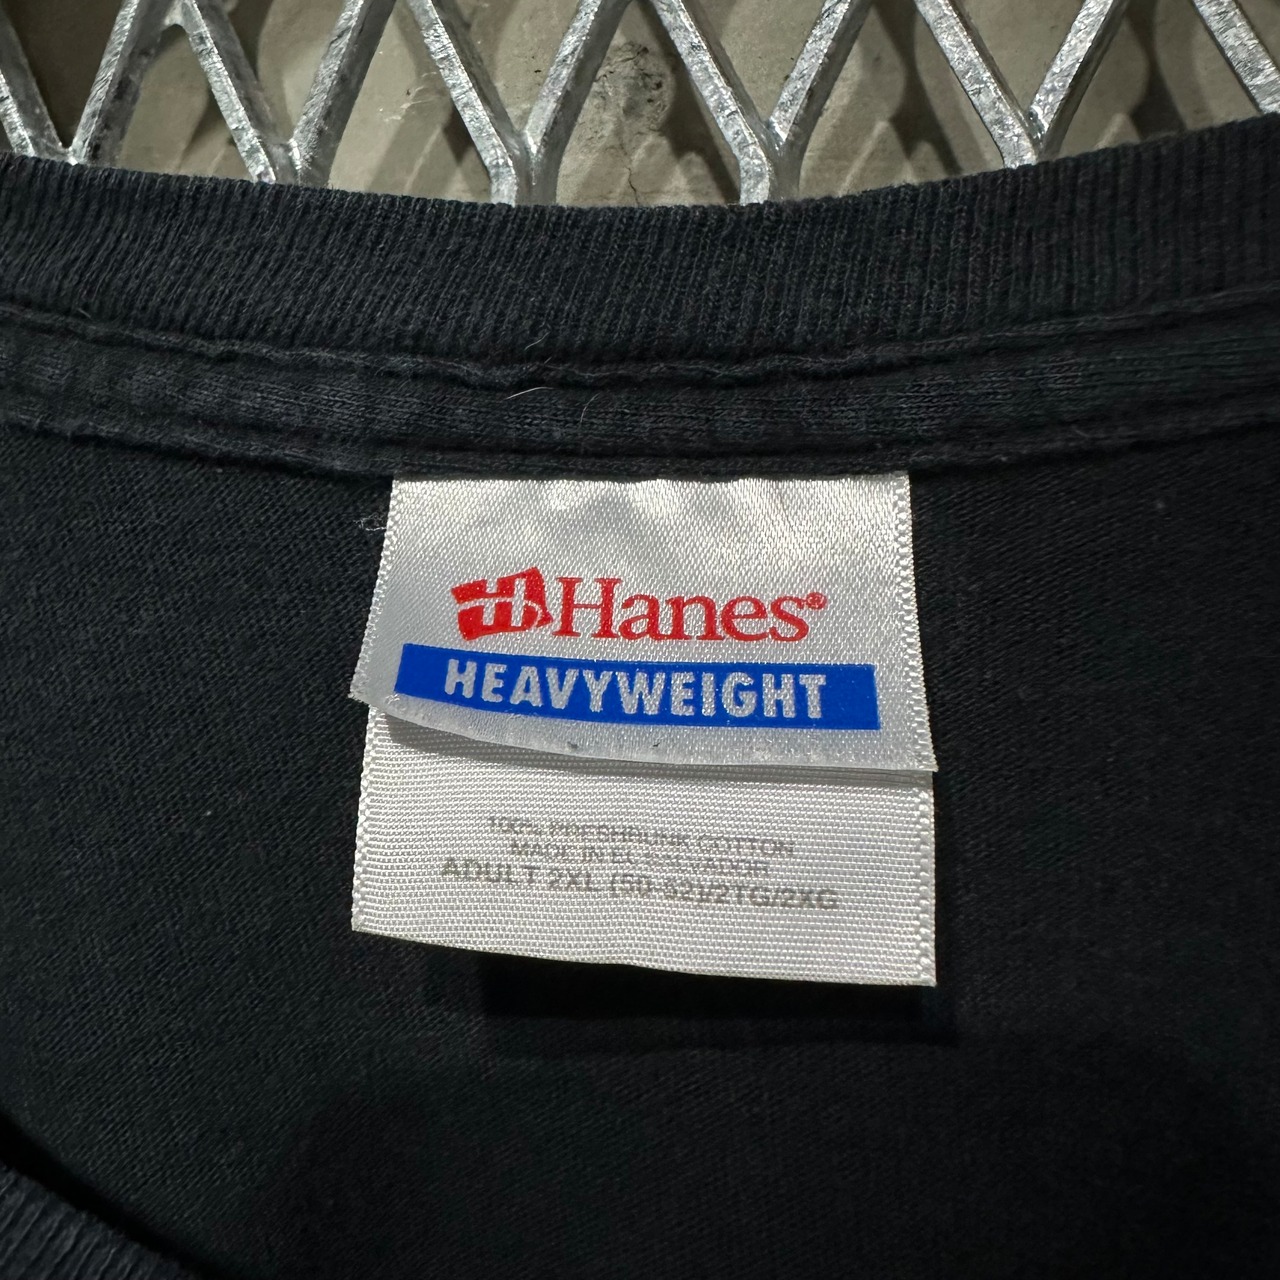 Hanes®
HEAVYWEIGHT
100% PRESHRUNK COTTON
MADE IN EL SALVADOR
ADULT 2XL (50-52)/2TG/2XG